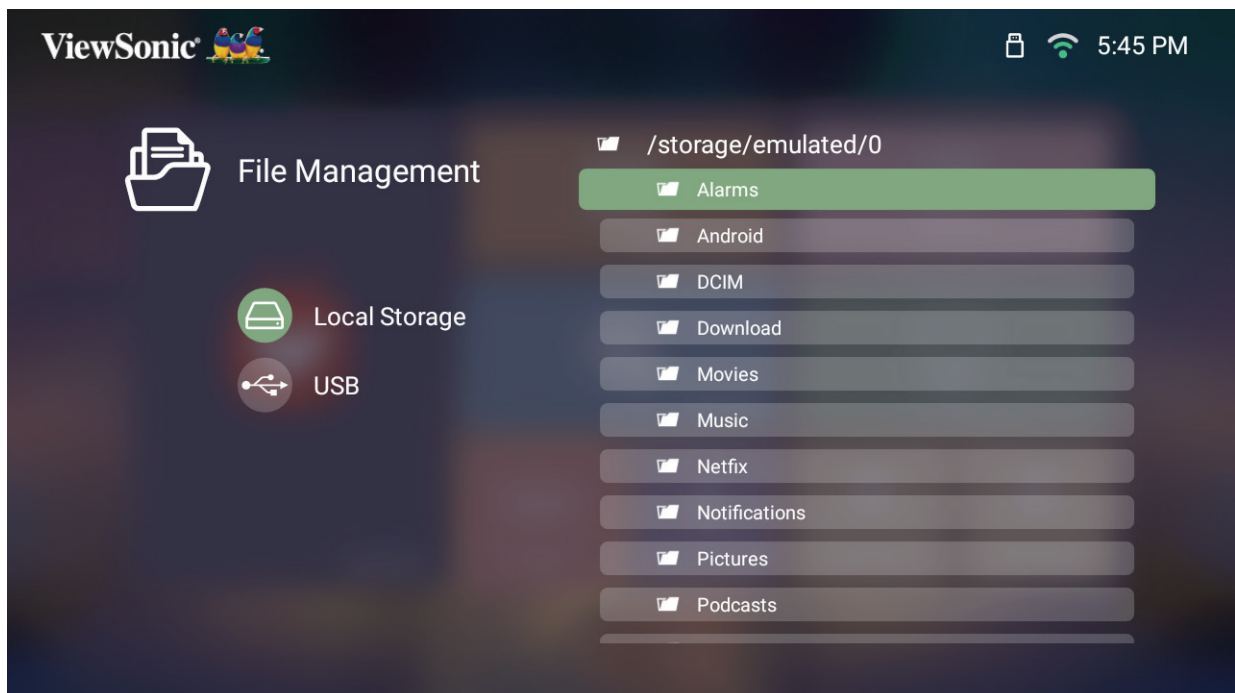 ViewSonic
5:45 PM
File Management
Local Storage
USB
/storage/emulated/0
Alarms
Android
DCIM
Download
Movies
Music
Netfix
Notifications
Pictures
Podcasts